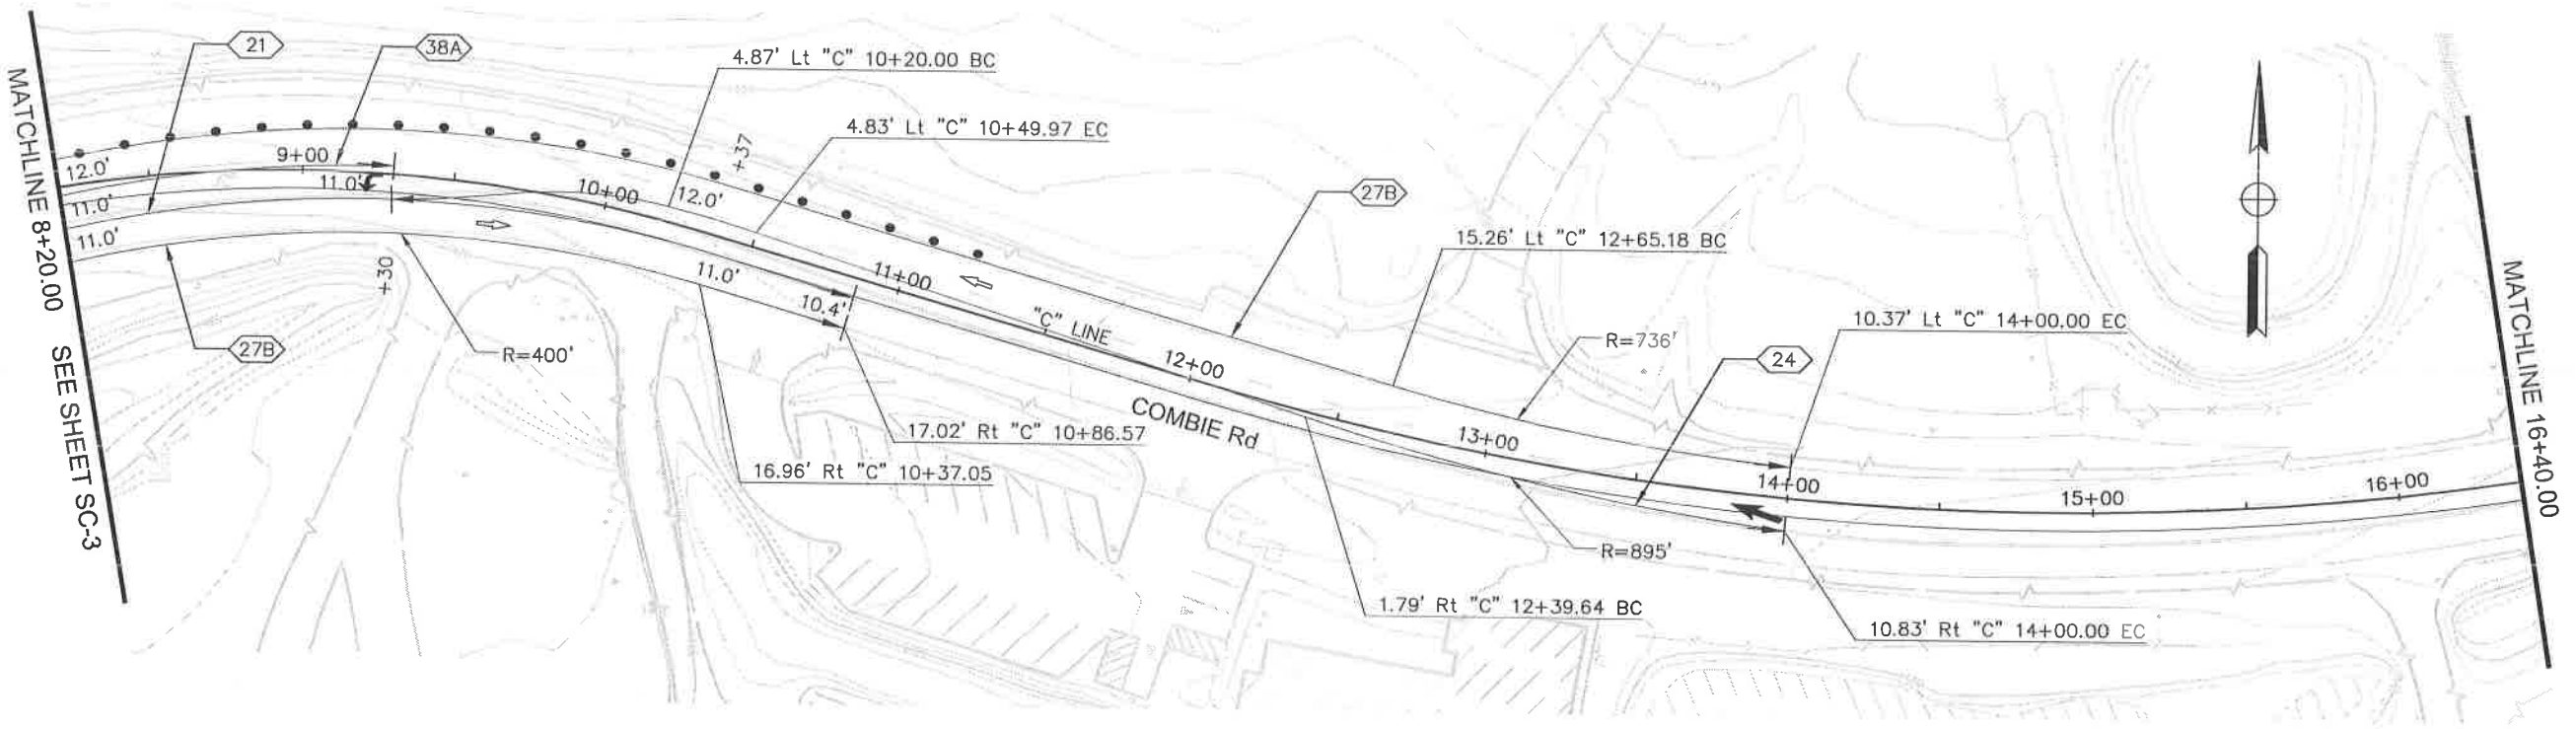 MATCHLINE 8+20.00 SEE SHEET SC-3
21
38A
4.87' Lt "C" 10+20.00 BC
4.83' Lt "C" 10+49.97 EC
+37
12.0'
9+00
11.0'
11.0'
11.0'
10+00
12.0'
27B
15.26' Lt "C" 12+65.18 BC
+30
27B
R=400'
11.0'
10.4'
11+00
"C" LINE
12+00
COMBIE Rd
R=736'
10.37' Lt "C" 14+00.00 EC
24
13+00
17.02' Rt "C" 10+86.57
16.96' Rt "C" 10+37.05
14+00
15+00
16+00
R=895'
1.79' Rt "C" 12+39.64 BC
10.83' Rt "C" 14+00.00 EC
MATCHLINE 16+40.00